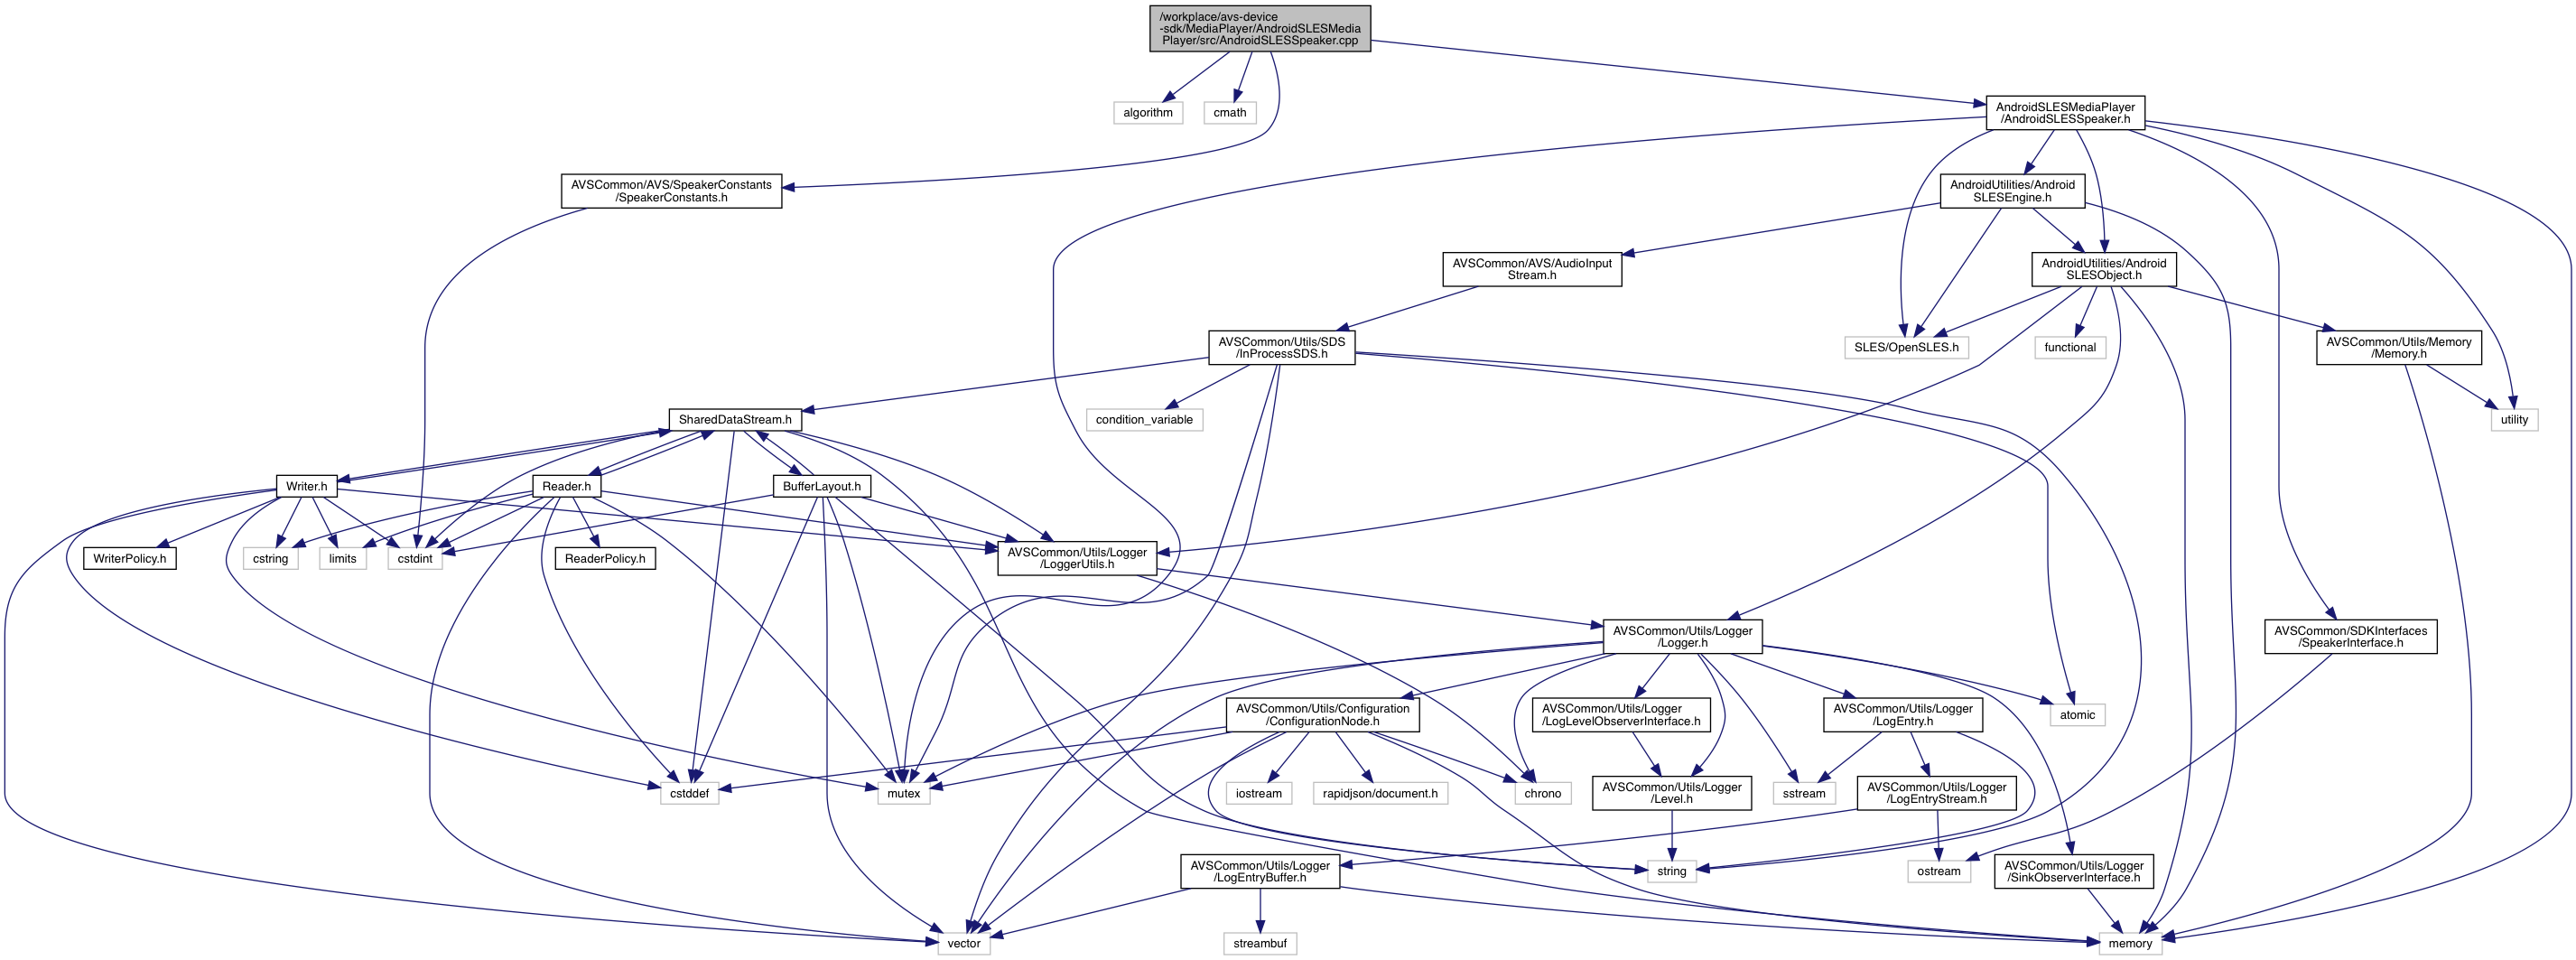 /workplace/avs-device
-sdk/MediaPlayer/AndroidSLESMedia
Player/src/AndroidSLESSpeaker.cpp
algorithm
cmath
AndroidSLESMediaPlayer
/AndroidSLESSpeaker.h
AVSCommon/AVS/SpeakerConstants
/SpeakerConstants.h
AndroidUtilities/Android
SLESEngine.h
AVSCommon/AVS/AudioInput
Stream.h
AndroidUtilities/Android
SLESObject.h
AVSCommon/Utils/SDS
/InProcessSDS.h
SLES/OpenSLES.h
functional
AVSCommon/Utils/Memory
/Memory.h
SharedDataStream.h
condition_variable
utility
Writer.h
Reader.h
BufferLayout.h
WriterPolicy.h
cstring
limits
cstdint
ReaderPolicy.h
AVSCommon/Utils/Logger
/LoggerUtils.h
AVSCommon/Utils/Logger
/Logger.h
AVSCommon/SDKInterfaces
/SpeakerInterface.h
AVSCommon/Utils/Configuration
/ConfigurationNode.h
AVSCommon/Utils/Logger
/LogLevelObserverInterface.h
AVSCommon/Utils/Logger
/LogEntry.h
atomic
cstddef
mutex
iostream
rapidjson/document.h
chrono
AVSCommon/Utils/Logger
/Level.h
sstream
AVSCommon/Utils/Logger
/LogEntryStream.h
AVSCommon/Utils/Logger
/LogEntryBuffer.h
string
ostream
AVSCommon/Utils/Logger
/SinkObserverInterface.h
vector
streambuf
memory